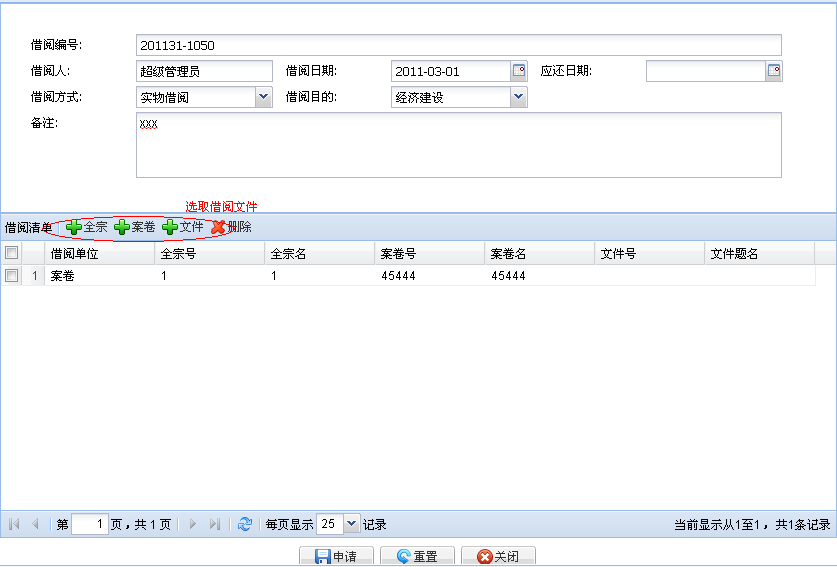 借阅编号: 201131-1050
借阅人: 超级管理员 借阅日期: 2011-03-01 应还日期:
借阅方式: 实物借阅 借阅目的: 经济建设
备注: xxx
选取借阅文件
借阅清单 全宗 案卷 文件 删除
借阅单位 全宗号 全宗名 案卷号 案卷名 文件号 文件题名
1 案卷 1 1 45444 45444
第 1 页,共 1 页 每页显示 25 记录 当前显示从1至1，共1条记录
申请 重置 关闭